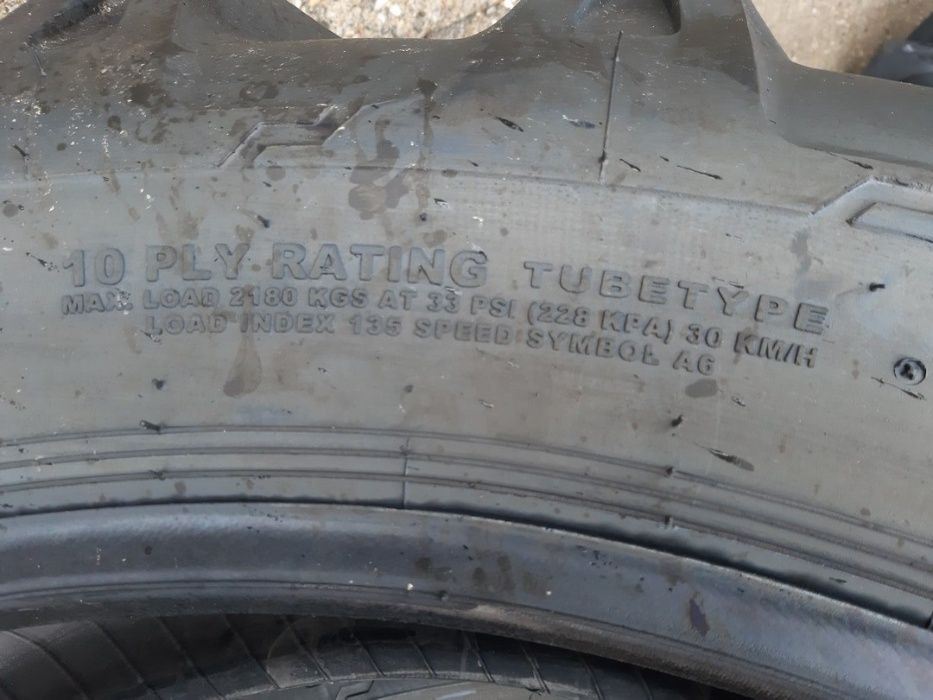 10 PLY RATING TUBETYPE
MAX. LOAD 2180 KGS AT 33 PSI (228 KPA) 30 KM/H
LOAD INDEX 135 SPEED SYMBOL A6